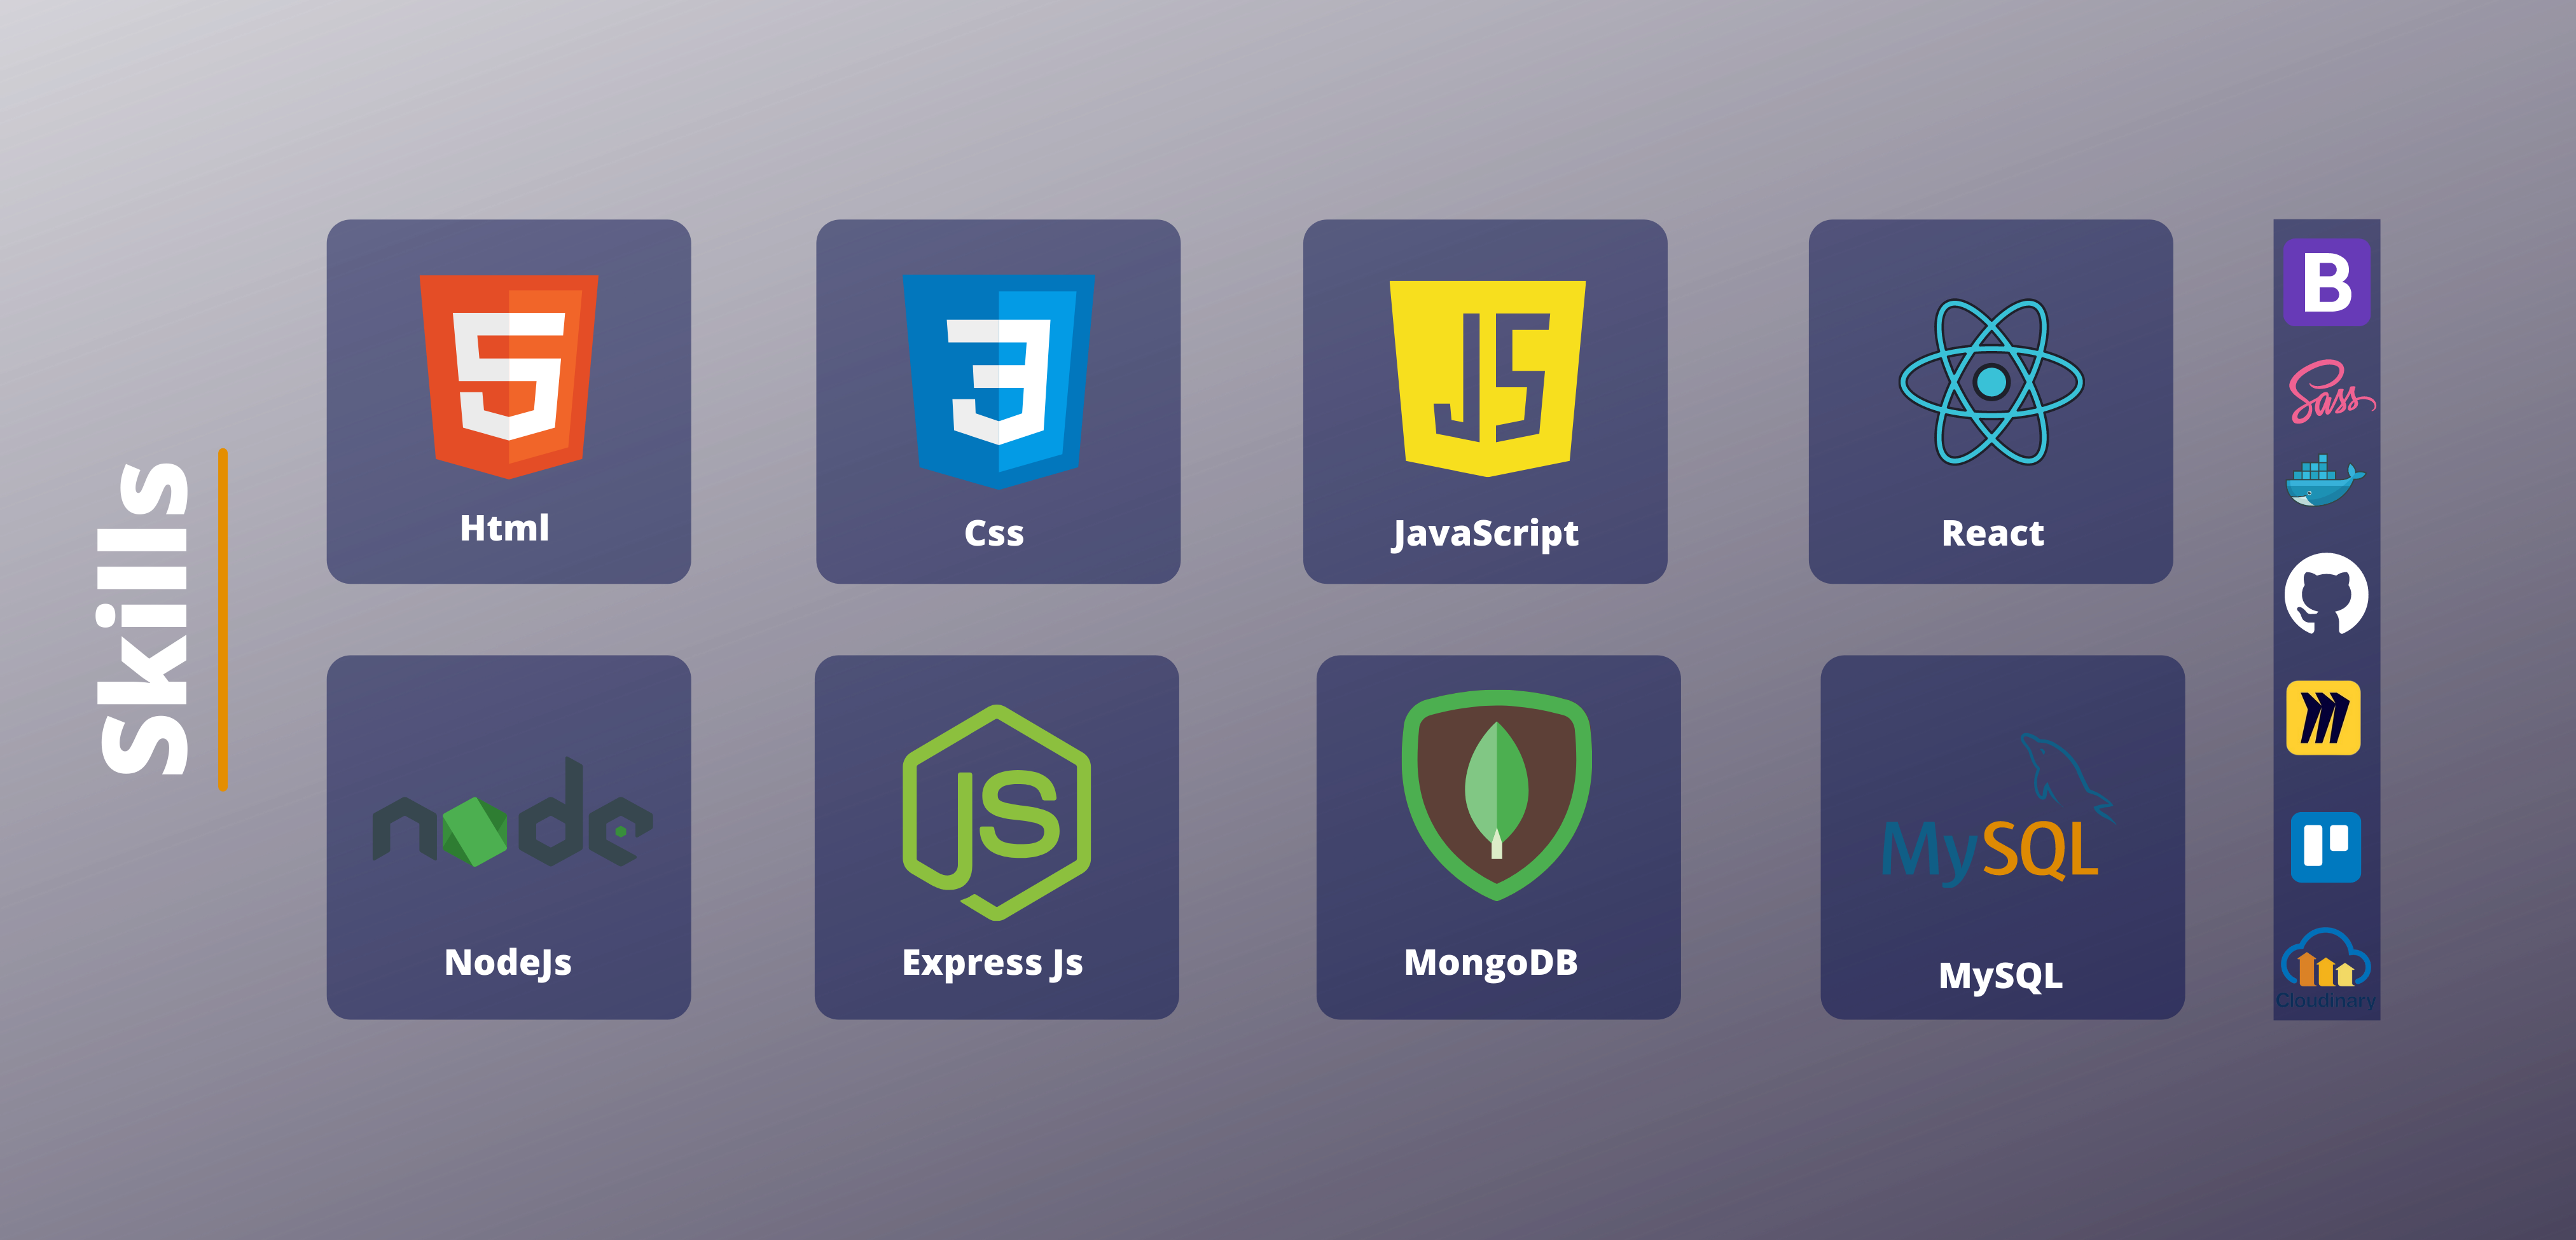 Skills
Html
Css
JS
JavaScript
React
node
NodeJs
JS
Express Js
MongoDB
MySQL
MySQL
B
Sass
Cloudinary